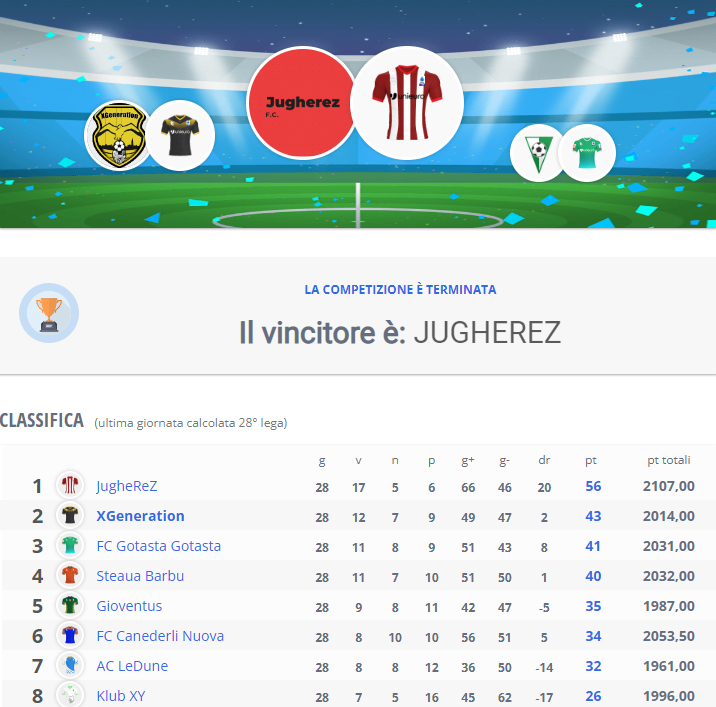 XGeneration
unieuro
Jugherez
F.C.
unieuro
LA COMPETIZIONE È TERMINATA
Il vincitore è: JUGHEREZ
CLASSIFICA (ultima giornata calcolata 28° lega)
g v n p g+ g- dr pt pt totali
1 JugheReZ 28 17 5 6 66 46 20 56 2107,00
2 XGeneration 28 12 7 9 49 47 2 43 2014,00
3 FC Gotasta Gotasta 28 11 8 9 51 43 8 41 2031,00
4 Steaua Barbu 28 11 7 10 51 50 1 40 2032,00
5 Gioventus 28 9 8 11 42 47 -5 35 1987,00
6 FC Canederli Nuova 28 8 10 10 56 51 5 34 2053,50
7 AC LeDune 28 8 8 12 36 50 -14 32 1961,00
8 Klub XY 28 7 5 16 45 62 -17 26 1996,00